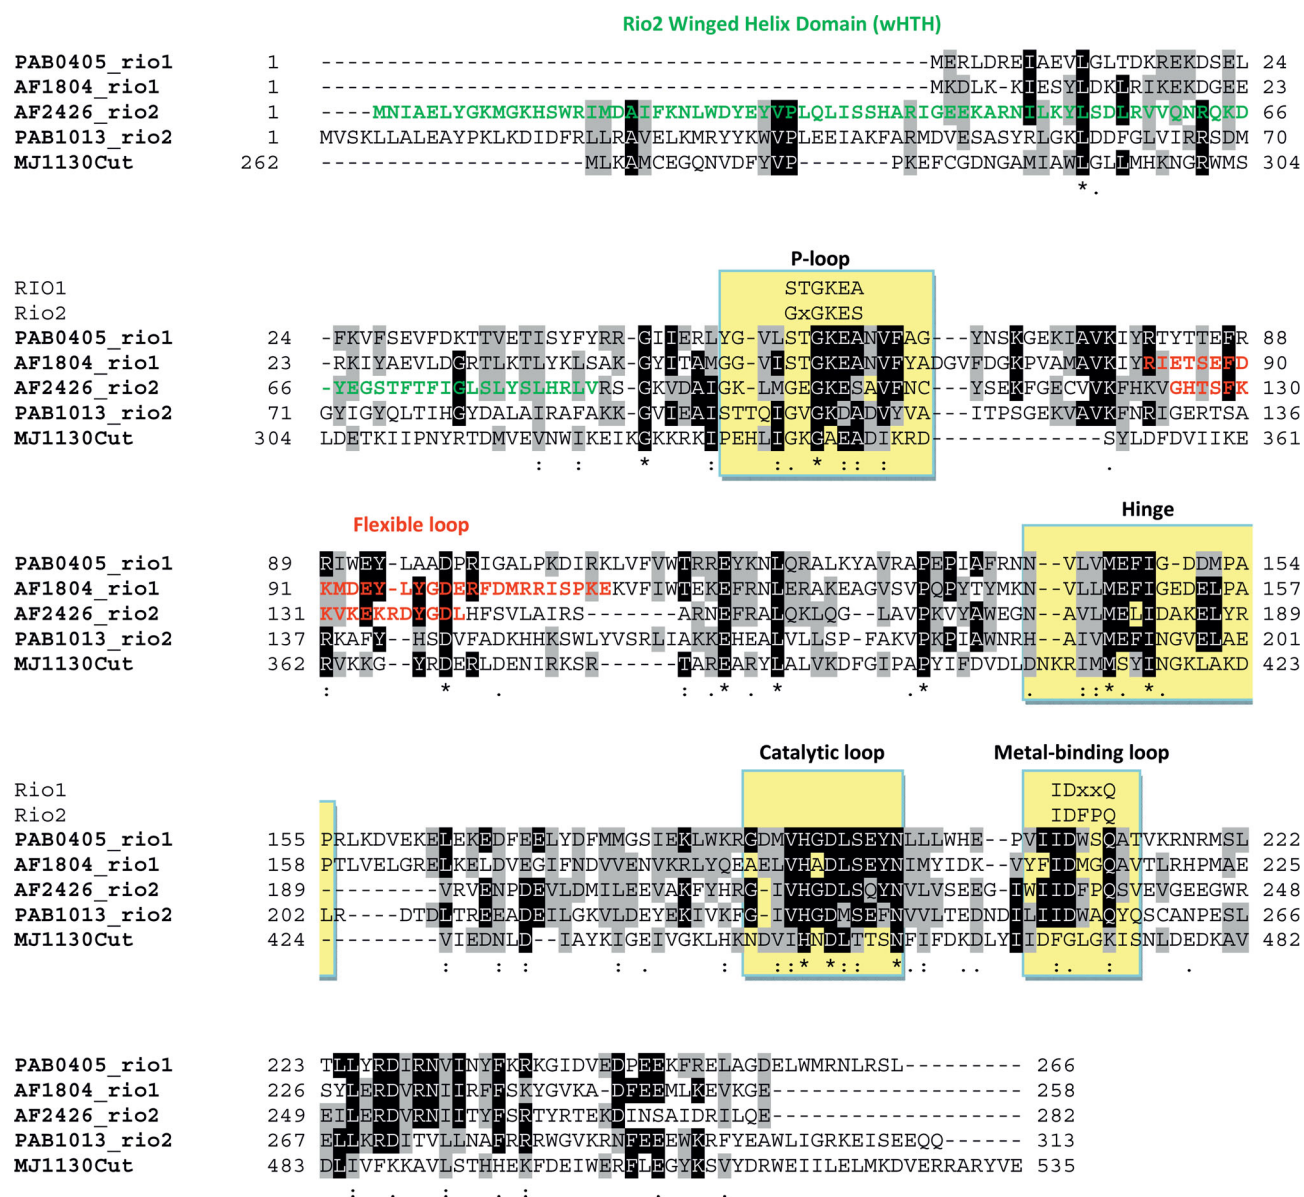 Rio2 Winged Helix Domain (wHTH)
PAB0405_rio1 1 ----------------------------------------------MERLDREIAEVLGLTDKREKDSEL 24
AF1804_rio1 1 ----------------------------------------------MKDLK-KIESYLDKLRIKEKDGEE 23
AF2426_rio2 1 ----MNIAELYGKMGKHSWRIMDAIFKNLWDYEYVPLQLISSHARIGEEKARNILKYLSDLRVVQNRQKD 66
PAB1013_rio2 1 MVSKLLALEAYPKLKDIDFRLLRAVELKMRYYKWVPLEEIAKFARMDVESASYRLGKLDDFGLVIRRSDM 70
MJ1130Cut 262 --------------------MLKAMCEGQNVDFYVP-------PKEFCGDNGAMIAWLGLLMHKNGRWMS 304
*.
P-loop
RIO1 STGKEA
Rio2 GxGKES
PAB0405_rio1 24 -FKVFSEVFDKTTVETISYFYRR-GIIERLYG-VLSTGKEANVFAG---YNSKGEKIAVKIYRTYTTEFR 88
AF1804_rio1 23 -RKIYAEVLDGRTLKTLYKLSAK-GYITAMGG-VISTGKEANVFYADGVFDGKPVAMAVKIYRIETSEFD 90
AF2426_rio2 66 -YEGSTFTFIGLSLYSLHRLVRS-GKVDAIGK-LMGEGKESAVFNC---YSEKFGECVVKFHKVGHTSFK 130
PAB1013_rio2 71 GYIGYQLTIHGYDALAIRAFAKK-GVIEAISTTQIGVGKDADVYVA---ITPSGEKVAVKFNRIGERTSA 136
MJ1130Cut 304 LDETKIIPNYRTDMVEVNWIKEIKGKKRKIPEHLIGKGAEADIKRD-------------SYLDFDVIIKE 361
: : * : :. * :: : .
Flexible loop
Hinge
PAB0405_rio1 89 RIWEY-LAADPRIGALPKDIRKLVFVWTRREYKNLQRALKYAVRAPEPIAFRNN--VLVMEFIG-DDMPA 154
AF1804_rio1 91 KMDEY-LYGDERFDMRRISPKEKVFIWTEKEFRNLERAKEAGVSVPQPYTYMKN--VLLMEFIGEDELPA 157
AF2426_rio2 131 KVKEKRDYGDLHFSVLAIRS------ARNEFRALQKLQG--LAVPKVYAWEGN--AVLMELIDAKELYR 189
PAB1013_rio2 137 RKAFY--HSDVFADKHHKSWLYVSRLIAKKEHEALVLLSP-FAKVPKPIAWNRH--AIVMEFINGVELAE 201
MJ1130Cut 362 RVKKG--YRDERLDENIRKSR------TAREARYLALVKDFGIPAPYIFDVDLDNKRIMMSYINGKLAKD 423
: * . : .* * .* . ::*. *.
Catalytic loop Metal-binding loop
Rio1 IDxxQ
Rio2 IDFPQ
PAB0405_rio1 155 PRLKDVEKELEKEDFEELYDFMMGSIEKLWKRGDMVHGDLSEYNLLLWHE--PVIIDWSQATVKRNRMSL 222
AF1804_rio1 158 PTLVELGRELKELDVEGIFNDVVENVKRLYQEAELVHADLSEYNIMYIDK--VYFIDMGQAVTLRHPMAE 225
AF2426_rio2 189 ---------VRVENPDEVLDMILEEVAKFYHRG-IVHGDLSQYNVLVSEEG-IWIIDFPQSVEVGEEGWR 248
PAB1013_rio2 202 LR----DTDLTREEADEILGKVLDEYEKIVKFG-IVHGDMSEFNVVLTEDNDILIIDWAQYQSCANPESL 266
MJ1130Cut 424 ---------VIEDNLD--IAYKIGEIVGKLHKNDVIHNDLTTSNFIFDKDLYIIDFGLGKISNLDEDKAV 482
: : : : . : ::* *:: *. . . :. : .
PAB0405_rio1 223 TLLYRDIRNVINYFKRKGIDVEDPEEKFRELAGDELWMRNLRSL--------- 266
AF1804_rio1 226 SYLERDVRNIIRFFSKYGVKA-DFEEMLKEVKGE------------------- 258
AF2426_rio2 249 EILERDVRNIITYFSRTYRTEKDINSAIDRILQE------------------- 282
PAB1013_rio2 267 ELLKRDITVLLNAFRRRWGVKRNFEEEWKRFYEAWLIGRKEISEEQQ------ 313
MJ1130Cut 483 DLIVFKKAVLSTHHEKFDEIWERFLEGYKSVYDRWEIILELMKDVERRARYVE 535
: . : . : . .